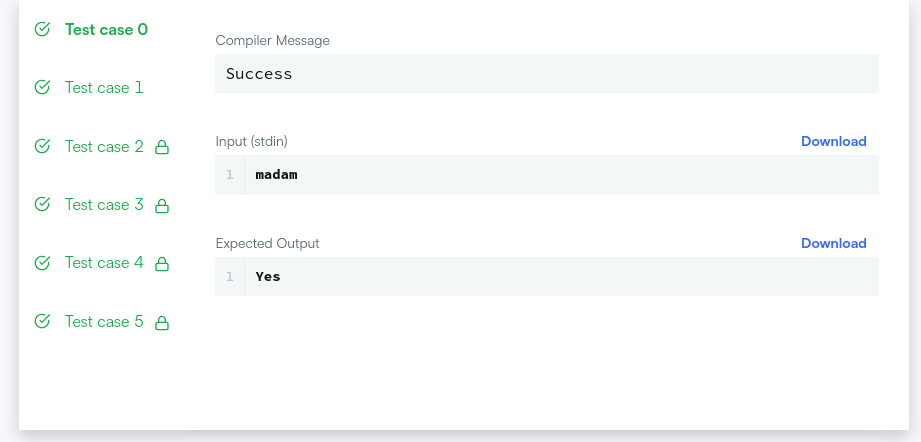 Test case 0
Test case 1
Test case 2
Test case 3
Test case 4
Test case 5
Compiler Message
Success
Input (stdin)
Download
1 madam
Expected Output
Download
1 Yes